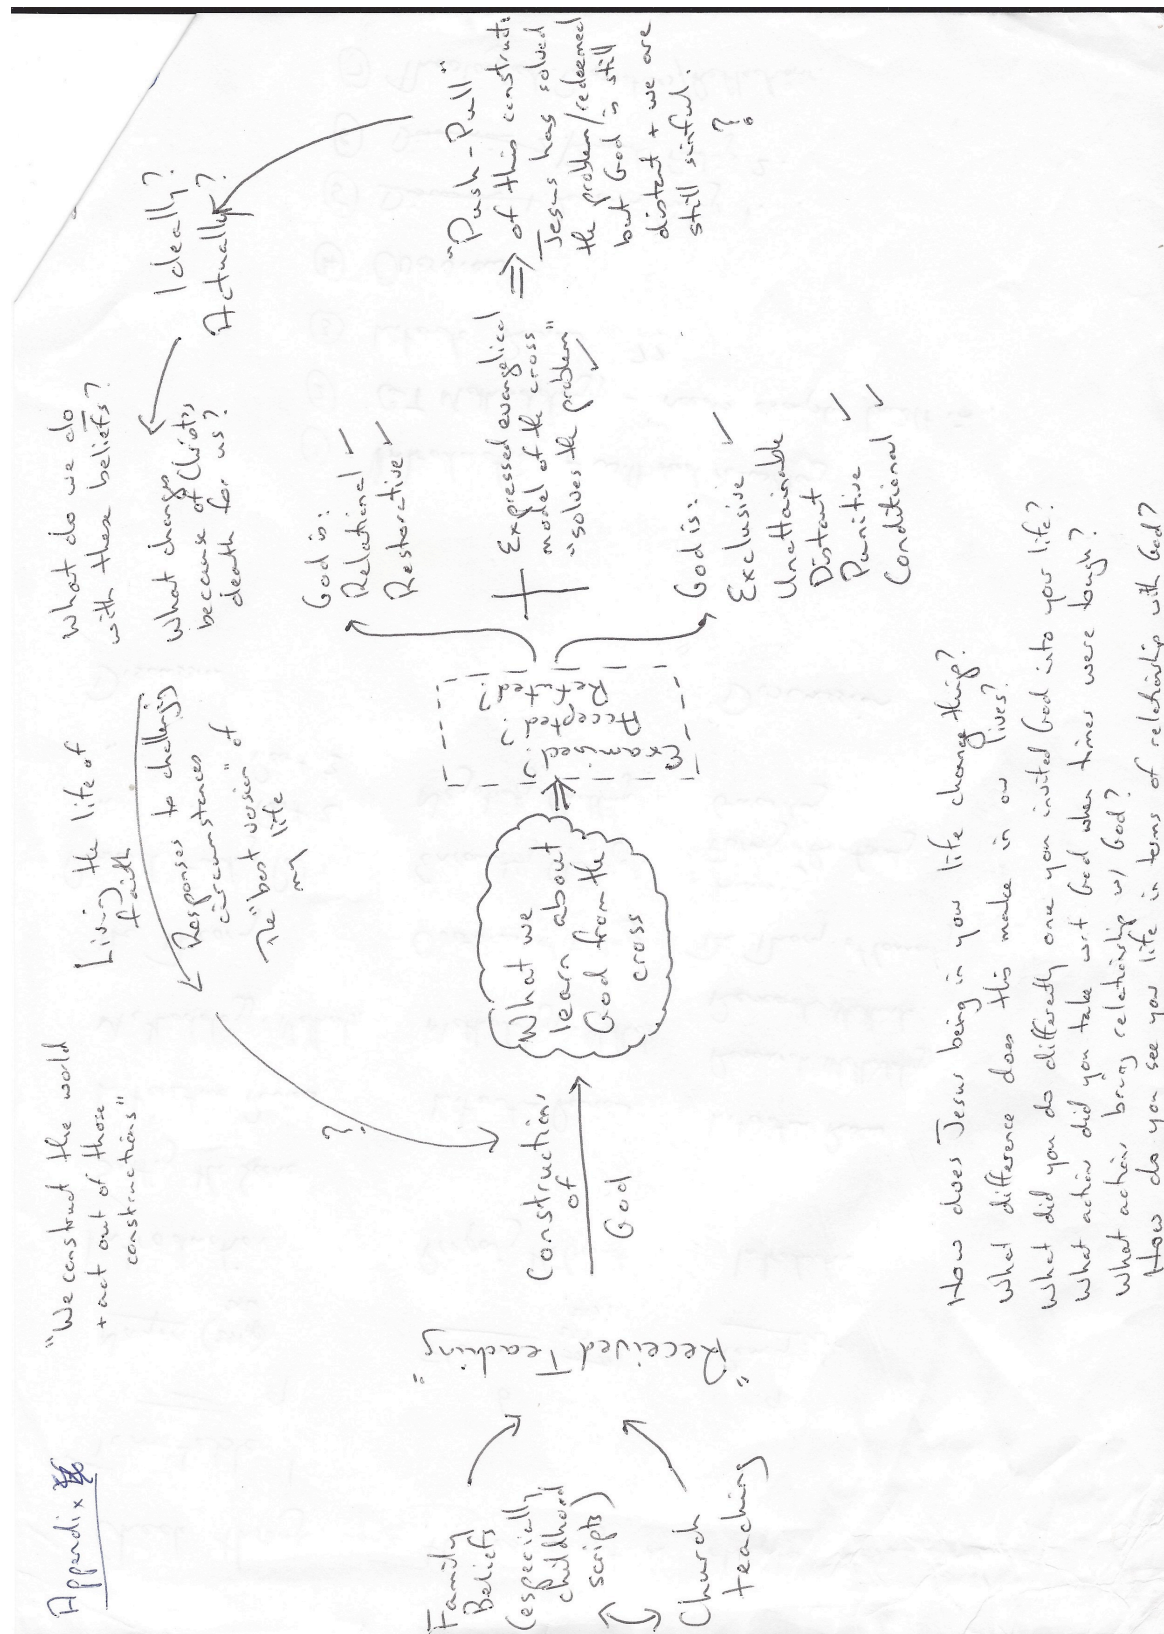 Appendix
"We construct the world
+ act out of those
constructions"
Living the life of
faith
Responses to challenging
circumstances
The "best version" of
my life
What do we do
with these beliefs?
What changes
because of Christ's
death for us?
Ideally?
Actually?
Family
Beliefs
(especially
childhood
scripts)
Church
teaching
"Received Teaching"
?
Constructions
of
God
What we
learn about
God from the
cross
Examined?
Accepted?
Refuted?
God is:
Relational ✓
Restorative ✓
Expressed evangelical
model of the cross
"solves the problem" ✓
God is:
Exclusive ✓
Unattainable
Distant
Punitive ✓
Conditional ✓
"Push-Pull"
of this construct
Jesus has solved
the problem/redeemed
but God is still
distant + we are
still sinful.
?
How does Jesus being in your life change things?
What difference does this make in our lives?
What did you do differently once you invited God into your life?
What action did you take wrt God when times were tough?
What actions bring relationship w/ God?
How do you see your life in terms of relationship with God?